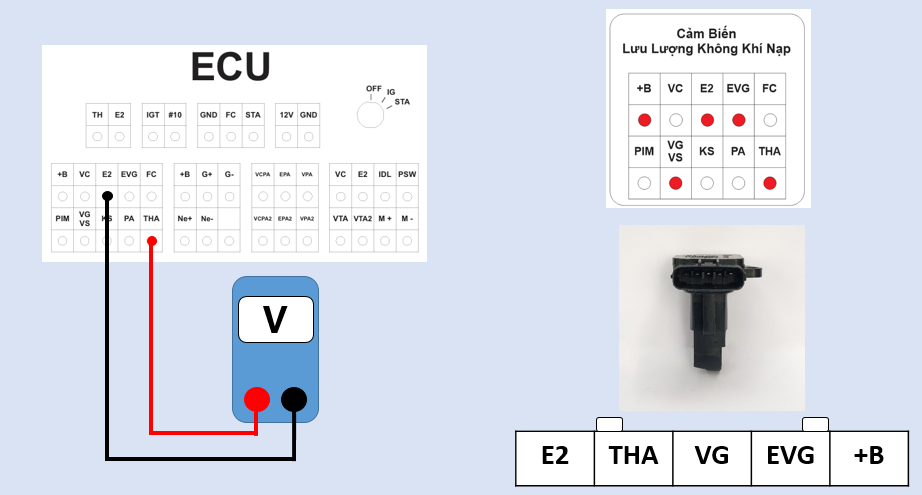 ECU
OFF
IG
STA
TH E2
IGT #10
GND FC STA
12V GND
+B VC E2 EVG FC
+B G+ G-
VCPA EPA VPA
VC E2 IDL PSW
PIM VG VS KS PA THA
Ne+ Ne-
VCPA2 EPA2 VPA2
VTA VTA2 M + M -
V
Cảm Biến
Lưu Lượng Không Khí Nạp
+B VC E2 EVG FC
PIM VG VS KS PA THA
E2 THA VG EVG +B